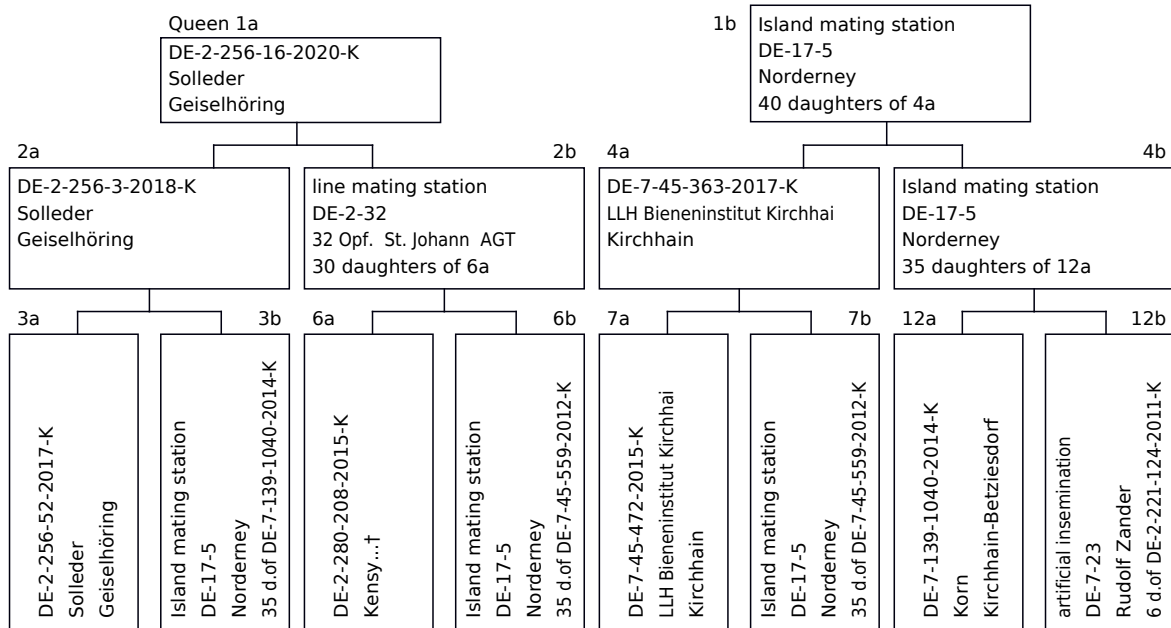 Queen 1a
DE-2-256-16-2020-K
Solleder
Geiselhöring
1b
Island mating station
DE-17-5
Norderney
40 daughters of 4a
2a
DE-2-256-3-2018-K
Solleder
Geiselhöring
2b
line mating station
DE-2-32
32 Opf. St. Johann AGT
30 daughters of 6a
4a
DE-7-45-363-2017-K
LLH Bieneninstitut Kirchhai
Kirchhain
4b
Island mating station
DE-17-5
Norderney
35 daughters of 12a
3a
DE-2-256-52-2017-K
Solleder
Geiselhöring
3b
Island mating station
DE-17-5
Norderney
35 d.of DE-7-139-1040-2014-K
6a
DE-2-280-208-2015-K
Kensy...†
6b
Island mating station
DE-17-5
Norderney
35 d.of DE-7-45-559-2012-K
7a
DE-7-45-472-2015-K
LLH Bieneninstitut Kirchhai
Kirchhain
7b
Island mating station
DE-17-5
Norderney
35 d.of DE-7-45-559-2012-K
12a
DE-7-139-1040-2014-K
Korn
Kirchhain-Betziesdorf
12b
artificial insemination
DE-7-23
Rudolf Zander
6 d.of DE-2-221-124-2011-K